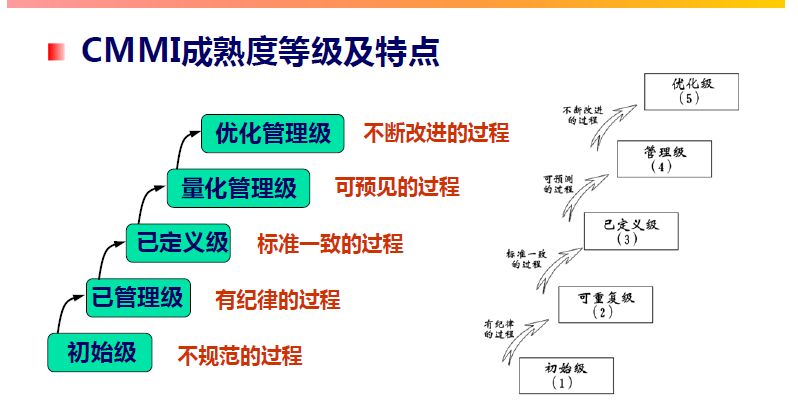 CMMI成熟度等级及特点
优化管理级
不断改进的过程
量化管理级
可预见的过程
已定义级
标准一致的过程
已管理级
有纪律的过程
初始级
不规范的过程
优化级
(5)
不断改进
的过程
管理级
(4)
可预测
的过程
已定义级
(3)
标准一致
的过程
可重复级
(2)
有纪律
的过程
初始级
(1)